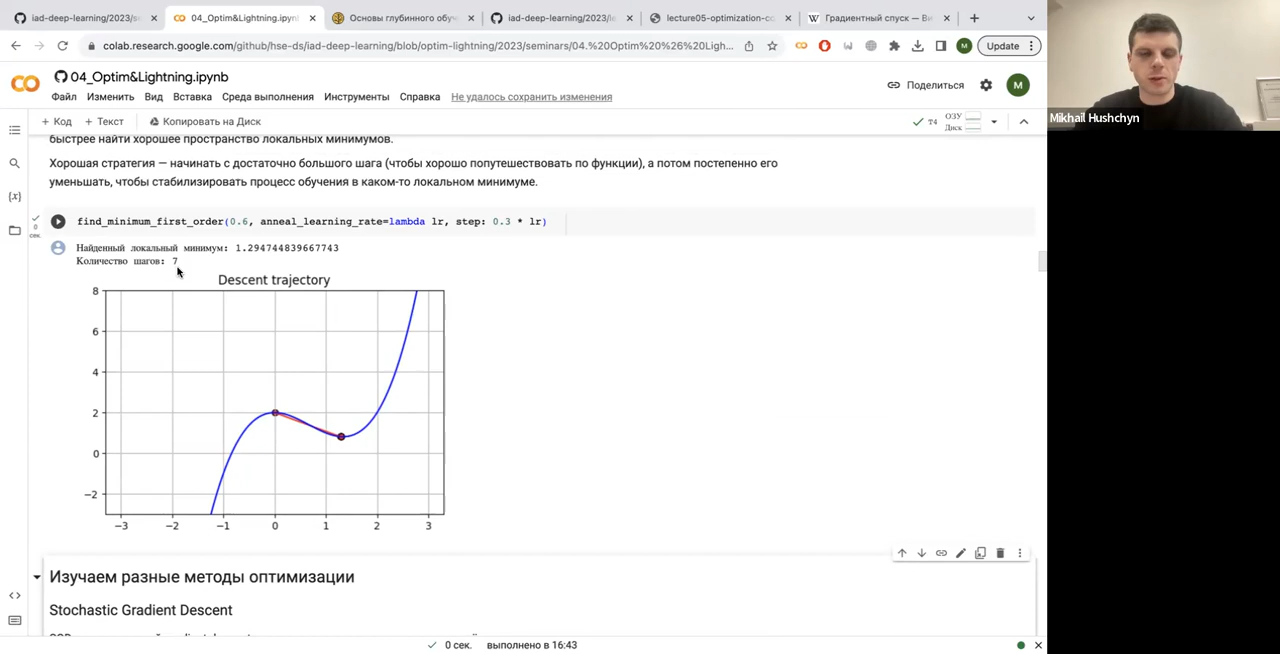 iad-deep-learning/2023/se
04_Optim&Lightning.ipynb
Основы глубинного обуч
iad-deep-learning/2023/le
lecture05-optimization-co
Градиентный спуск — Ви
colab.research.google.com/github/hse-ds/iad-deep-learning/blob/optim-lightning/2023/seminars/04.%20Optim%20%26%20Ligh...
M
Update
04_Optim&Lightning.ipynb
Поделиться
M
Файл Изменить Вид Вставка Среда выполнения Инструменты Справка Не удалось сохранить изменения
+ Код + Текст Копировать на Диск
T4
ОЗУ
Диск
Mikhail Hushchyn
быстрее найти хорошее пространство локальных минимумов.
Хорошая стратегия — начинать с достаточно большого шага (чтобы хорошо попутешествовать по функции), а потом постепенно его
уменьшать, чтобы стабилизировать процесс обучения в каком-то локальном минимуме.
0
сек.
find_minimum_first_order(0.6, anneal_learning_rate=lambda lr, step: 0.3 * lr)
Найденный локальный минимум: 1.294744839667743
Количество шагов: 7
Descent trajectory
8
6
4
2
0
−2
−3 −2 −1 0 1 2 3
Изучаем разные методы оптимизации
Stochastic Gradient Descent
0 сек. выполнено в 16:43